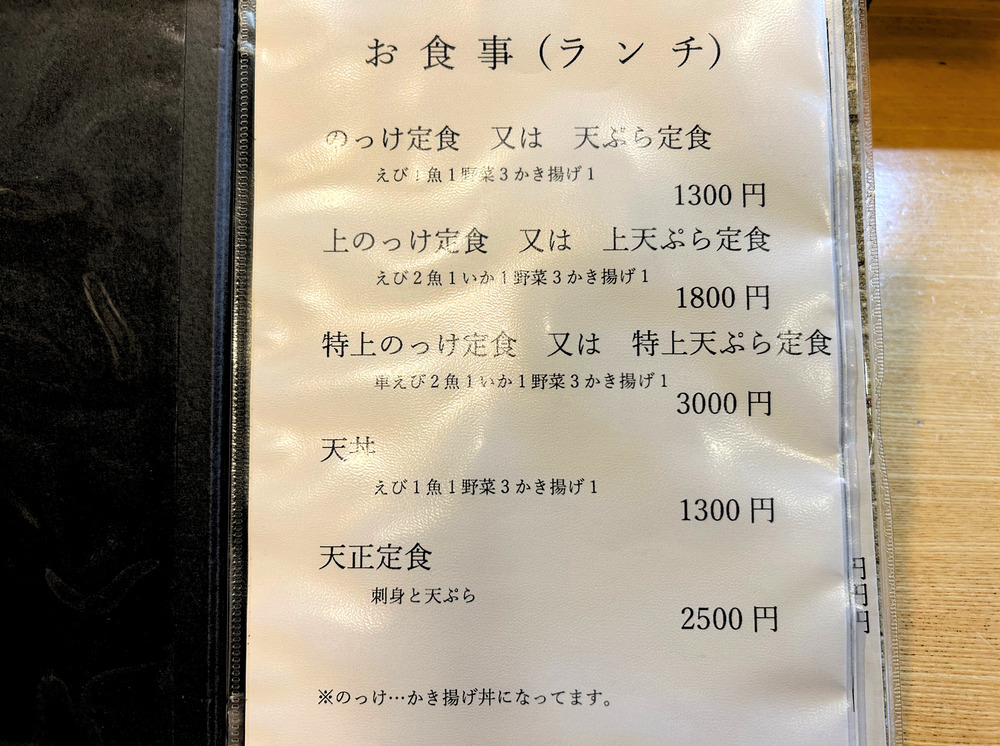 お食事(ランチ)
のっけ定食　又は　天ぷら定食
えび1魚1野菜3かき揚げ1
1300円
上のっけ定食　又は　上天ぷら定食
えび2魚1いか1野菜3かき揚げ1
1800円
特上のっけ定食　又は　特上天ぷら定食
車えび2魚1いか1野菜3かき揚げ1
3000円
天丼
えび1魚1野菜3かき揚げ1
1300円
天正定食
刺身と天ぷら
2500円
※のっけ…かき揚げ丼になってます。
円
円
円